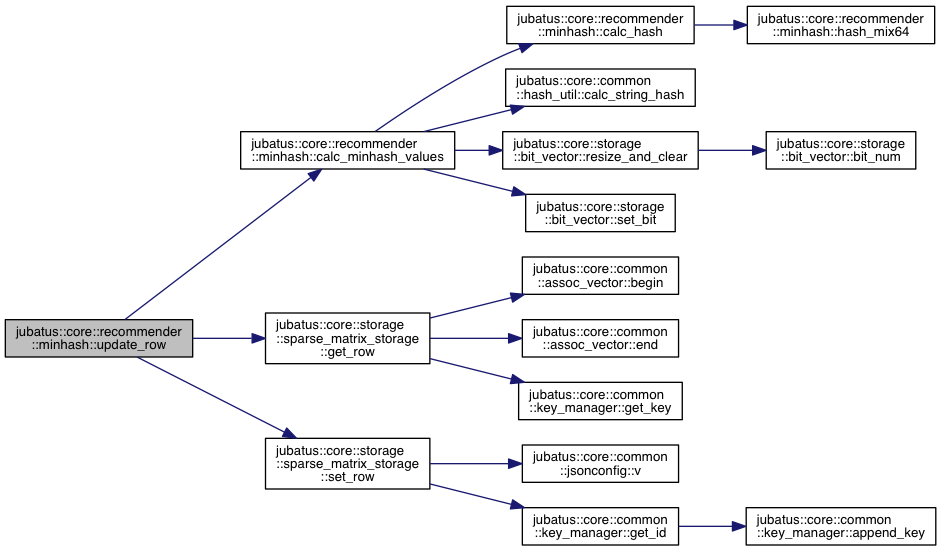 jubatus::core::recommender
::minhash::update_row
jubatus::core::recommender
::minhash::calc_minhash_values
jubatus::core::recommender
::minhash::calc_hash
jubatus::core::recommender
::minhash::hash_mix64
jubatus::core::common
::hash_util::calc_string_hash
jubatus::core::storage
::bit_vector::resize_and_clear
jubatus::core::storage
::bit_vector::bit_num
jubatus::core::storage
::bit_vector::set_bit
jubatus::core::storage
::sparse_matrix_storage
::get_row
jubatus::core::common
::assoc_vector::begin
jubatus::core::common
::assoc_vector::end
jubatus::core::common
::key_manager::get_key
jubatus::core::storage
::sparse_matrix_storage
::set_row
jubatus::core::common
::jsonconfig::v
jubatus::core::common
::key_manager::get_id
jubatus::core::common
::key_manager::append_key